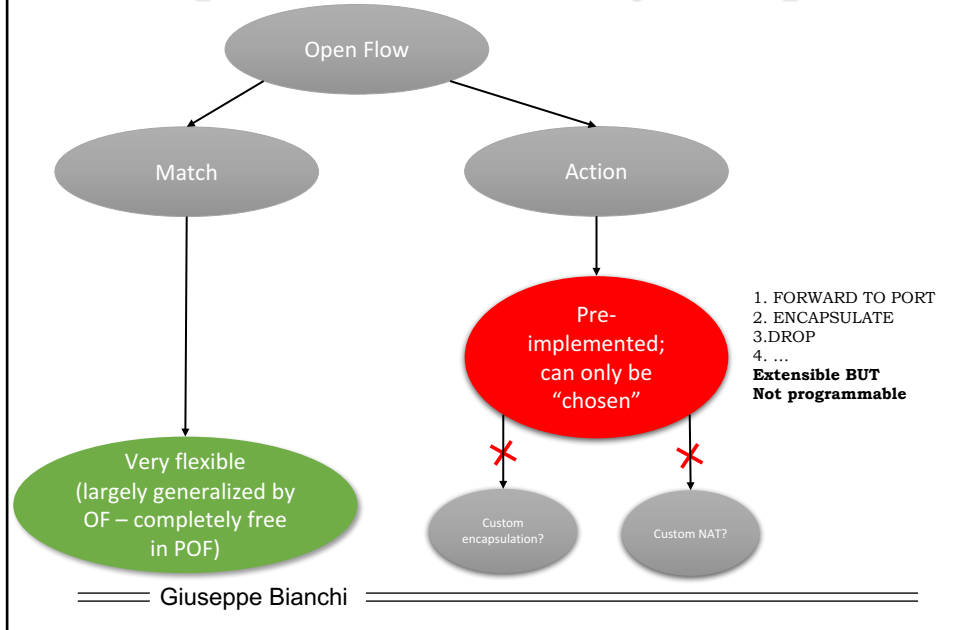 Open Flow
Match
Action
Pre-
implemented;
can only be
“chosen”
1. FORWARD TO PORT
2. ENCAPSULATE
3.DROP
4. ...
Extensible BUT
Not programmable
Very flexible
(largely generalized by
OF – completely free
in POF)
Custom
encapsulation?
Custom NAT?
Giuseppe Bianchi